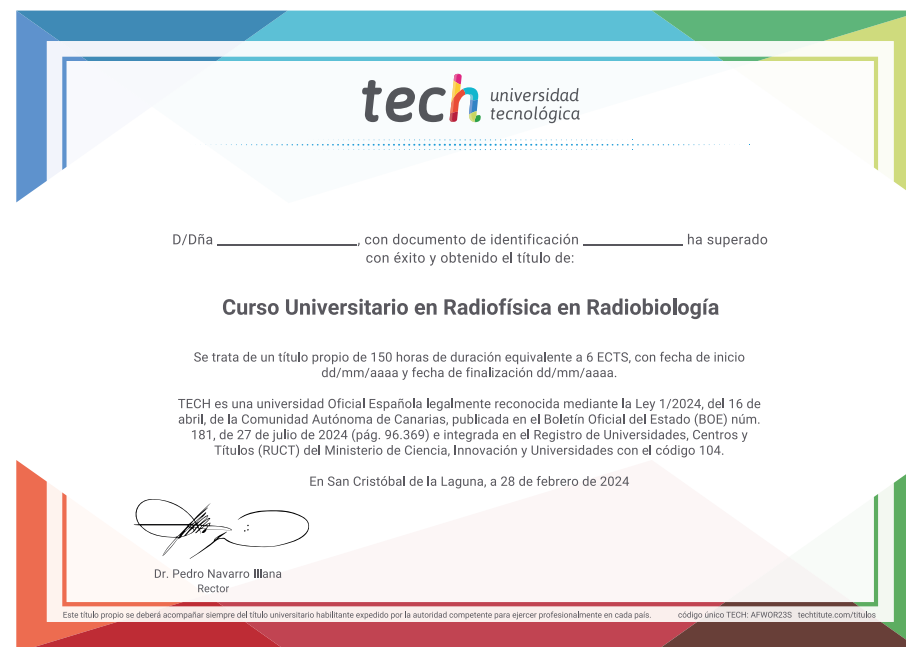 tech universidad
tecnológica
D/Dña ____________, con documento de identificación ____________ ha superado
con éxito y obtenido el título de:
Curso Universitario en Radiofísica en Radiobiología
Se trata de un título propio de 150 horas de duración equivalente a 6 ECTS, con fecha de inicio
dd/mm/aaaa y fecha de finalización dd/mm/aaaa.
TECH es una universidad Oficial Española legalmente reconocida mediante la Ley 1/2024, del 16 de
abril, de la Comunidad Autónoma de Canarias, publicada en el Boletín Oficial del Estado (BOE) núm.
181, de 27 de julio de 2024 (pág. 96.369) e integrada en el Registro de Universidades, Centros y
Títulos (RUCT) del Ministerio de Ciencia, Innovación y Universidades con el código 104.
En San Cristóbal de la Laguna, a 28 de febrero de 2024
Dr. Pedro Navarro Illana
Rector
Este título propio se deberá acompañar siempre del título universitario habilitante expedido por la autoridad competente para ejercer profesionalmente en cada país. código único TECH: AFWOR23S techtitute.com/titulos